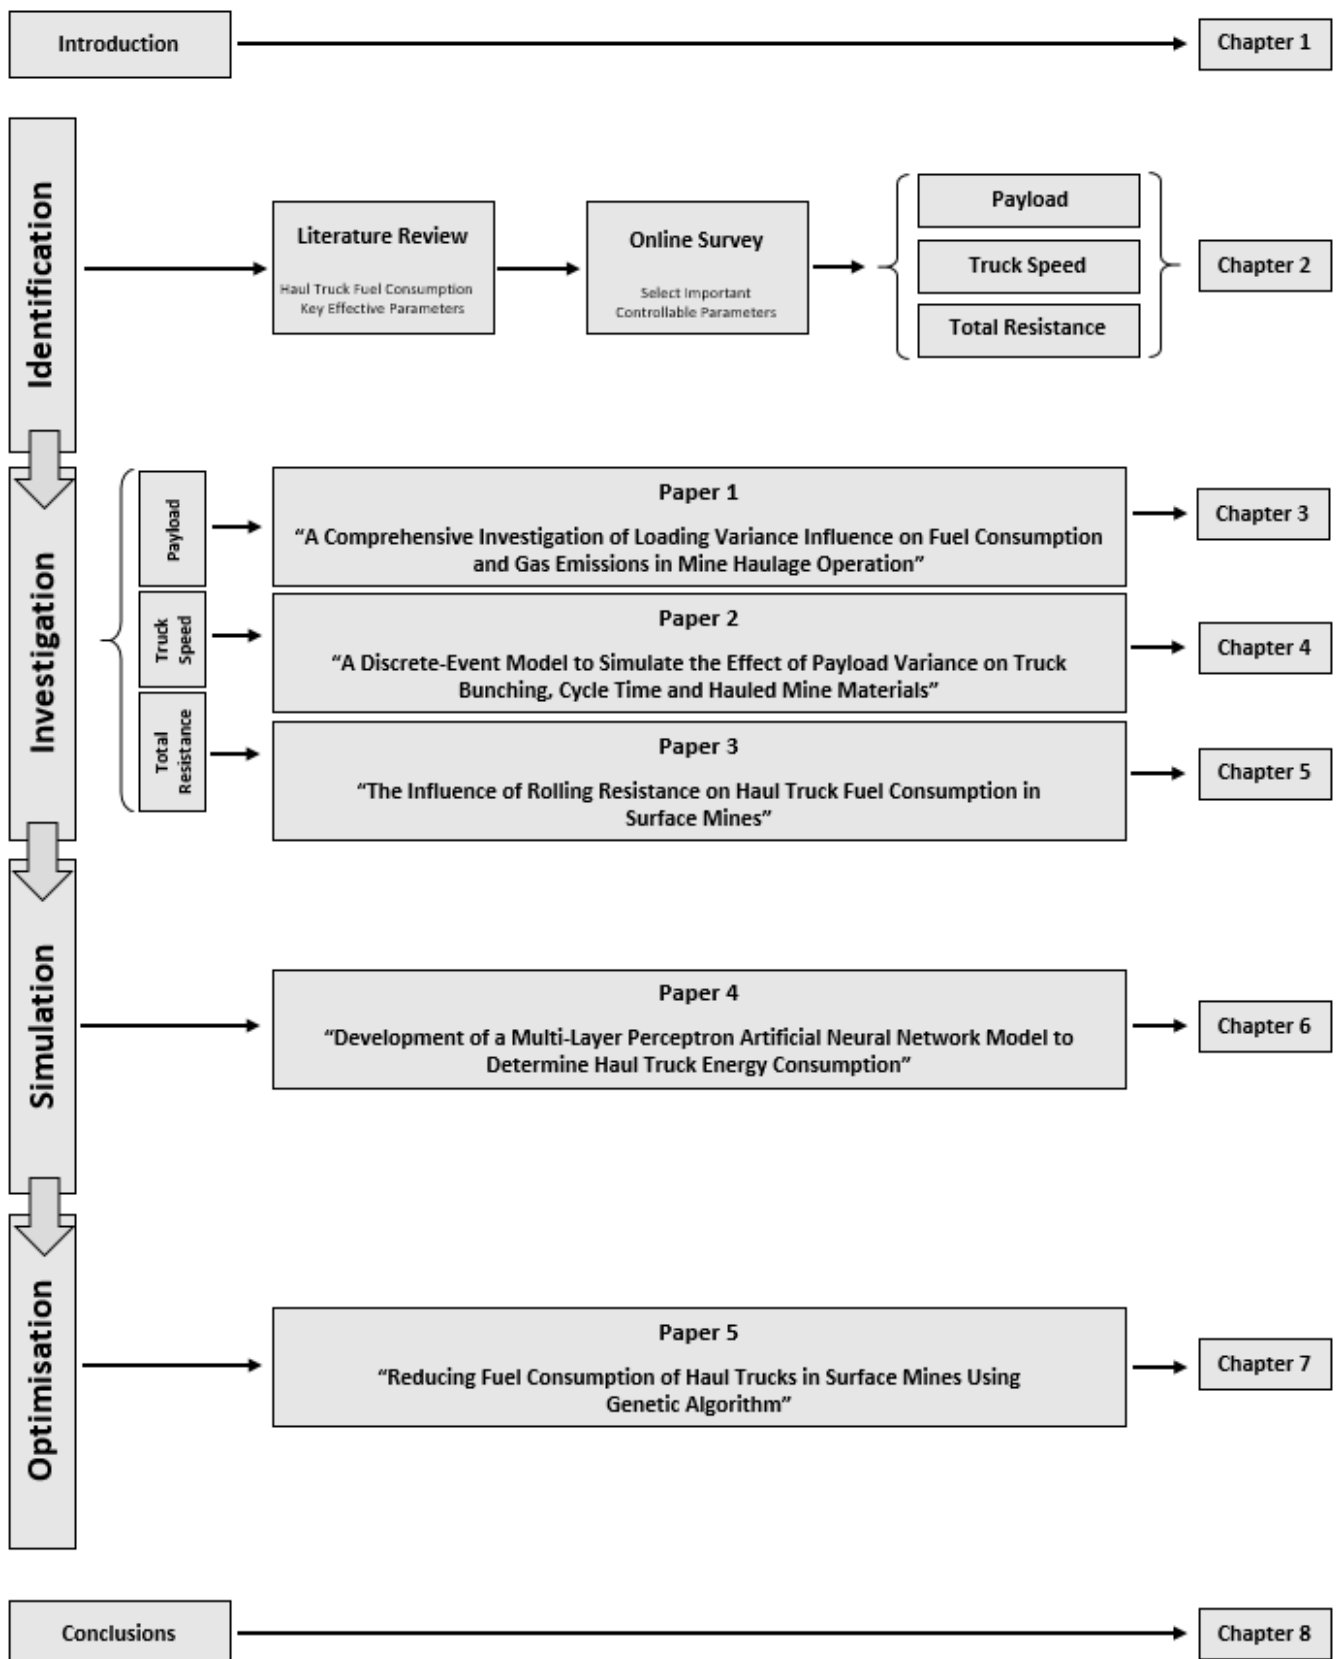 Introduction
Chapter 1
Identification
Literature Review
Haul Truck Fuel Consumption
Key Effective Parameters
Online Survey
Select Important
Controllable Parameters
Payload
Truck Speed
Total Resistance
Chapter 2
Investigation
Payload
Paper 1
“A Comprehensive Investigation of Loading Variance Influence on Fuel Consumption
and Gas Emissions in Mine Haulage Operation”
Chapter 3
Truck
Speed
Paper 2
“A Discrete-Event Model to Simulate the Effect of Payload Variance on Truck
Bunching, Cycle Time and Hauled Mine Materials”
Chapter 4
Total
Resistance
Paper 3
“The Influence of Rolling Resistance on Haul Truck Fuel Consumption in
Surface Mines”
Chapter 5
Simulation
Paper 4
“Development of a Multi-Layer Perceptron Artificial Neural Network Model to
Determine Haul Truck Energy Consumption”
Chapter 6
Optimisation
Paper 5
“Reducing Fuel Consumption of Haul Trucks in Surface Mines Using
Genetic Algorithm”
Chapter 7
Conclusions
Chapter 8